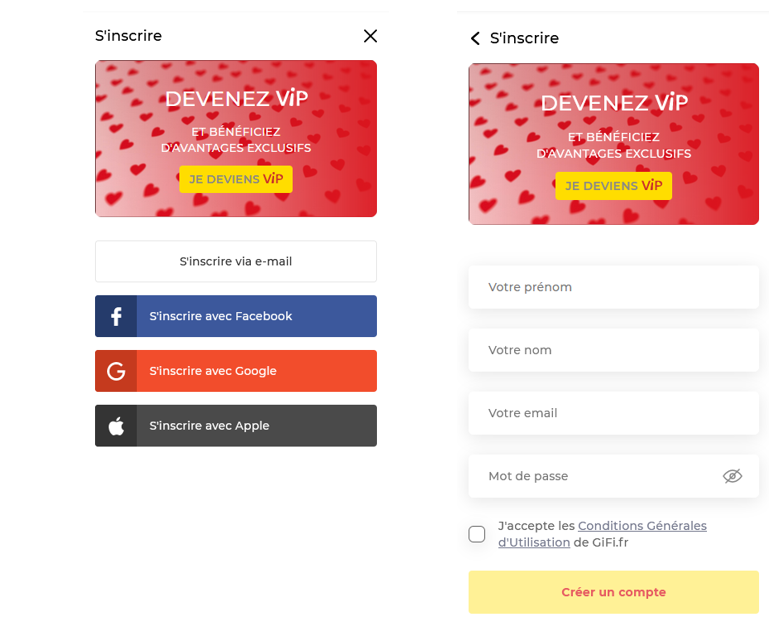 S'inscrire
DEVENEZ ViP
ET BÉNÉFICIEZ
D'AVANTAGES EXCLUSIFS
JE DEVIENS ViP
S'inscrire via e-mail
S'inscrire avec Facebook
S'inscrire avec Google
S'inscrire avec Apple
S'inscrire
DEVENEZ ViP
ET BÉNÉFICIEZ
D'AVANTAGES EXCLUSIFS
JE DEVIENS ViP
Votre prénom
Votre nom
Votre email
Mot de passe
J'accepte les Conditions Générales
d'Utilisation de GiFi.fr
Créer un compte